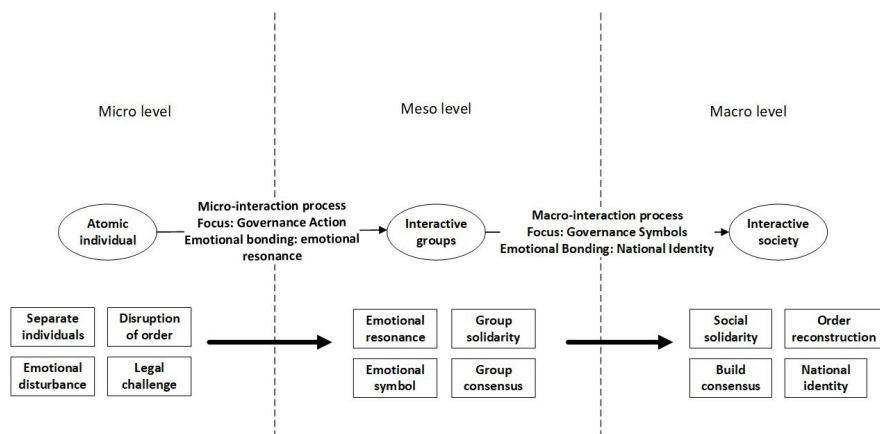 Micro level
Meso level
Macro level
Atomic
individual
Micro-interaction process
Focus: Governance Action
Emotional bonding: emotional
resonance
Interactive
groups
Macro-interaction process
Focus: Governance Symbols
Emotional Bonding: National Identity
Interactive
society
Separate
individuals
Disruption
of order
Emotional
disturbance
Legal
challenge
Emotional
resonance
Group
solidarity
Emotional
symbol
Group
consensus
Social
solidarity
Order
reconstruction
Build
consensus
National
identity